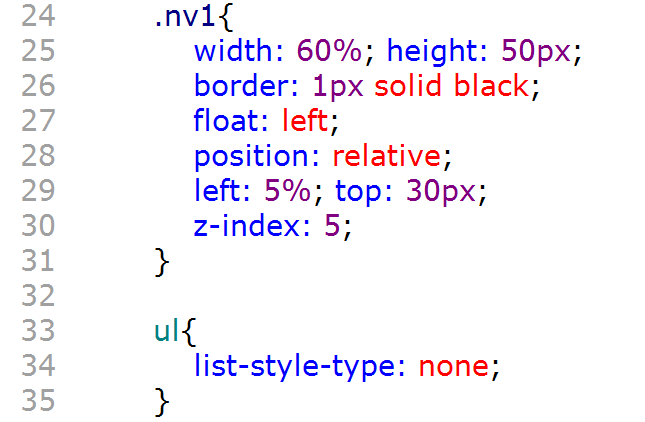 24 .nv1{
25 width: 60%; height: 50px;
26 border: 1px solid black;
27 float: left;
28 position: relative;
29 left: 5%; top: 30px;
30 z-index: 5;
31 }
32
33 ul{
34 list-style-type: none;
35 }